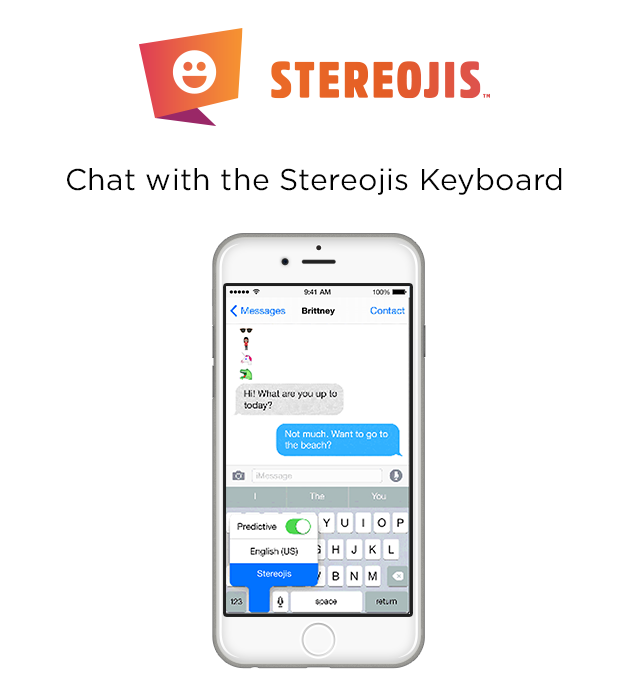 STEREOJIS™
Chat with the Stereojis Keyboard
9:41 AM 100%
Messages Brittney Contact
Hi! What are you up to
today?
Not much. Want to go to
the beach?
iMessage
I The You
Predictive
Y U I O P
English (US)
G H J K L
Stereojis
V B N M
123 space return